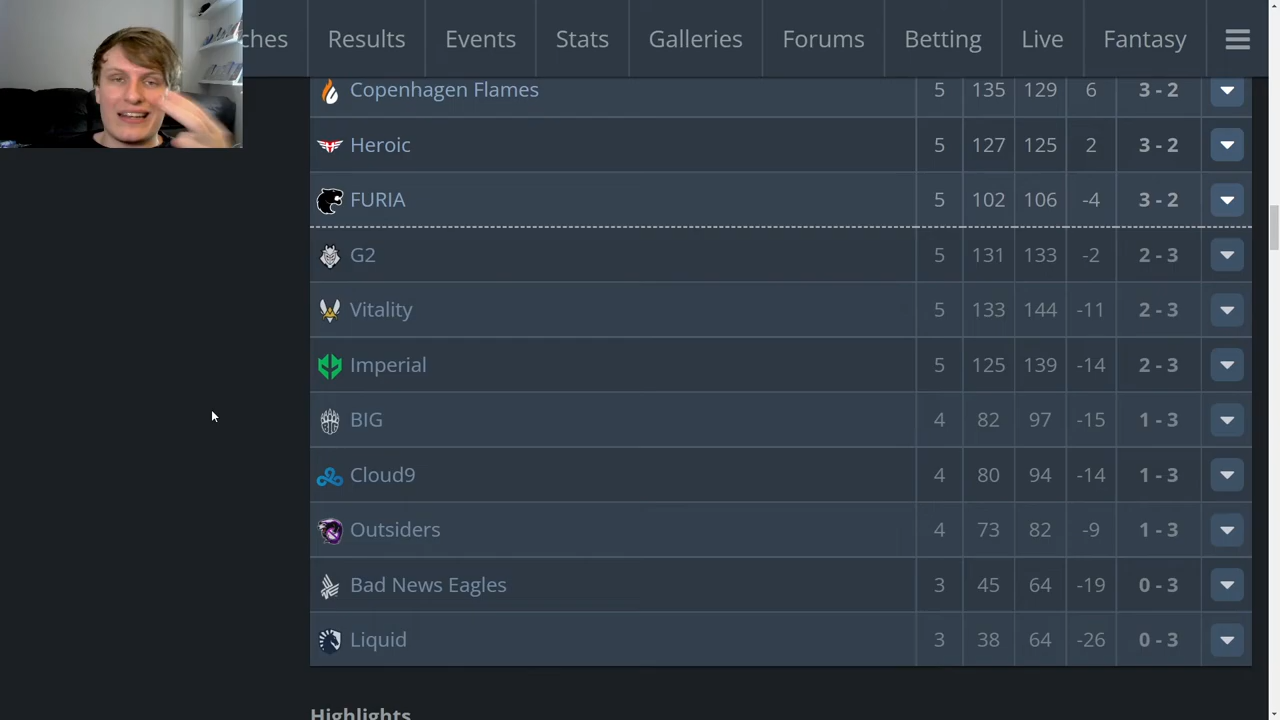 ches Results Events Stats Galleries Forums Betting Live Fantasy
Copenhagen Flames 5 135 129 6 3 - 2
Heroic 5 127 125 2 3 - 2
FURIA 5 102 106 -4 3 - 2
G2 5 131 133 -2 2 - 3
Vitality 5 133 144 -11 2 - 3
Imperial 5 125 139 -14 2 - 3
BIG 4 82 97 -15 1 - 3
Cloud9 4 80 94 -14 1 - 3
Outsiders 4 73 82 -9 1 - 3
Bad News Eagles 3 45 64 -19 0 - 3
Liquid 3 38 64 -26 0 - 3
Highlights